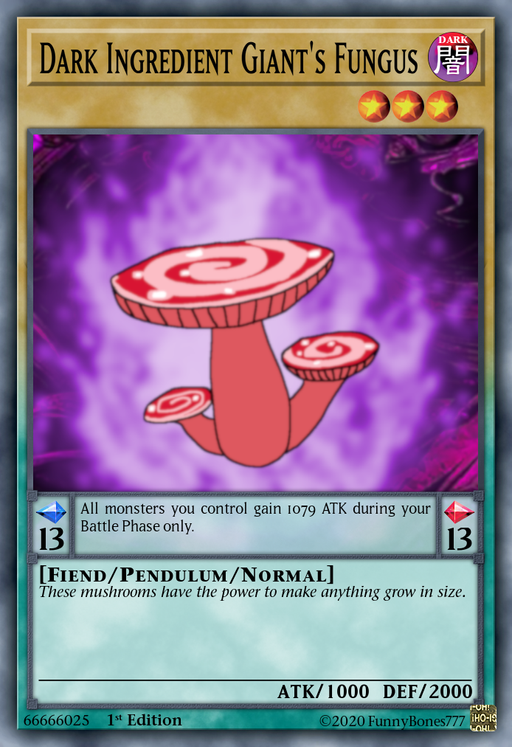 Dark Ingredient Giant's Fungus
DARK
闇
All monsters you control gain 1079 ATK during your
Battle Phase only.
13
13
[Fiend/Pendulum/Normal]
These mushrooms have the power to make anything grow in size.
ATK/1000 DEF/2000
66666025 1st Edition ©2020 FunnyBones777